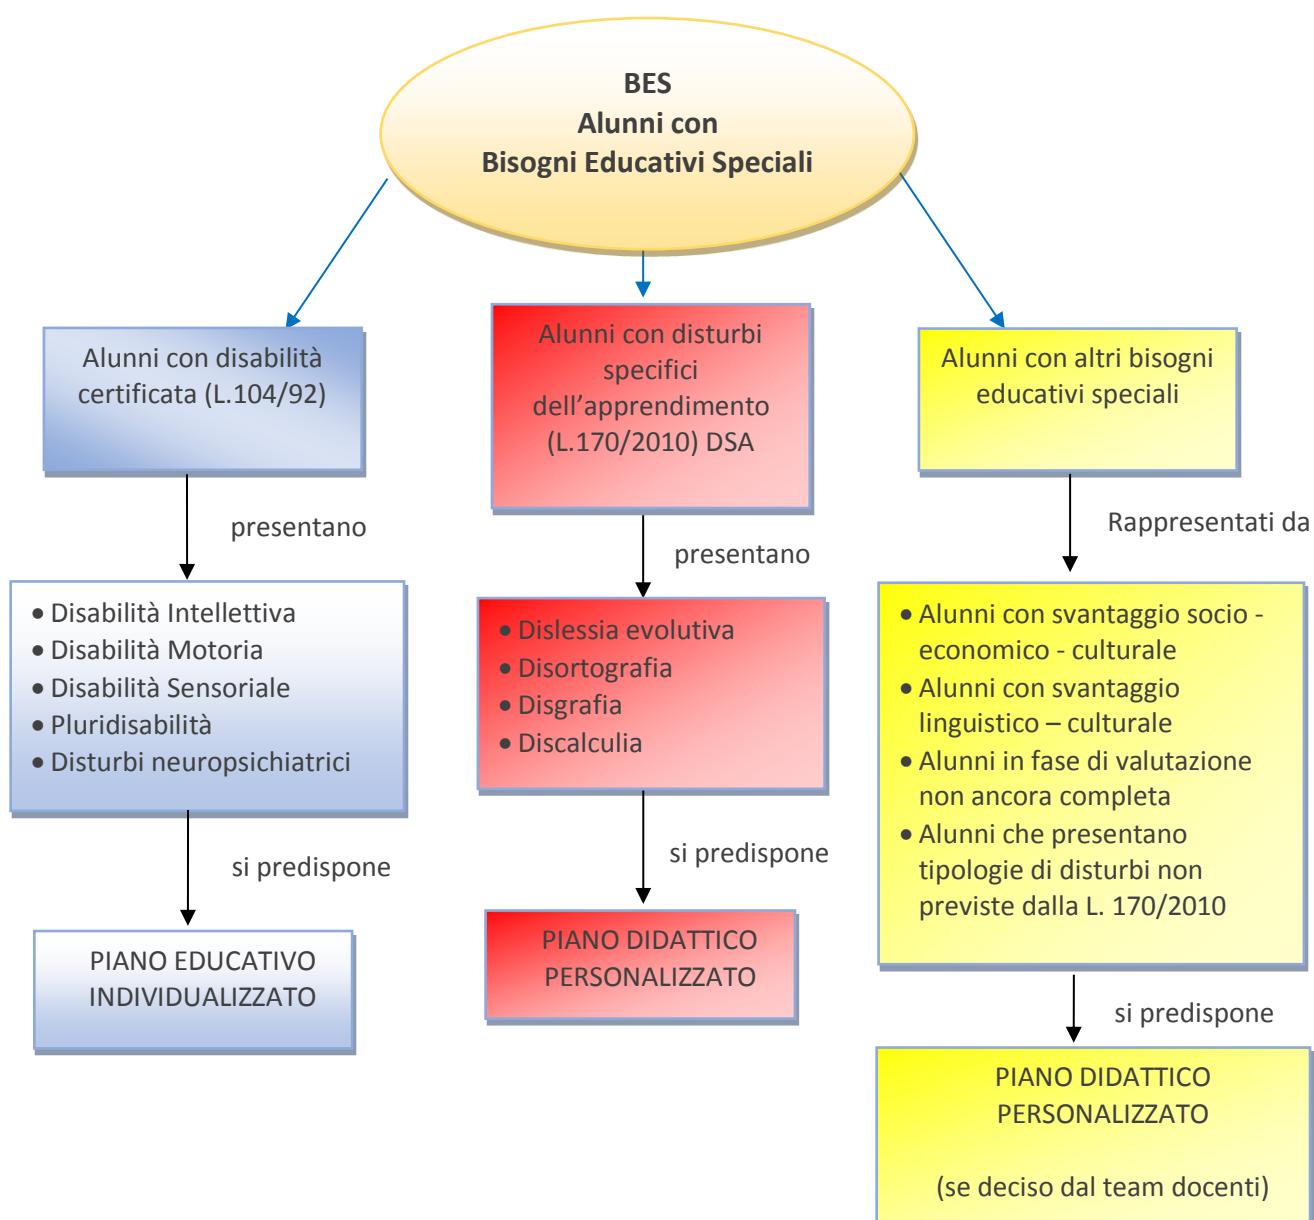 BES
Alunni con
Bisogni Educativi Speciali
Alunni con disabilità
certificata (L.104/92)
presentano
• Disabilità Intellettiva
• Disabilità Motoria
• Disabilità Sensoriale
• Pluridisabilità
• Disturbi neuropsichiatrici
si predispone
PIANO EDUCATIVO
INDIVIDUALIZZATO
Alunni con disturbi
specifici
dell’apprendimento
(L.170/2010) DSA
presentano
• Dislessia evolutiva
• Disortografia
• Disgrafia
• Discalculia
si predispone
PIANO DIDATTICO
PERSONALIZZATO
Alunni con altri bisogni
educativi speciali
Rappresentati da
• Alunni con svantaggio socio -
economico - culturale
• Alunni con svantaggio
linguistico – culturale
• Alunni in fase di valutazione
non ancora completa
• Alunni che presentano
tipologie di disturbi non
previste dalla L. 170/2010
si predispone
PIANO DIDATTICO
PERSONALIZZATO
(se deciso dal team docenti)